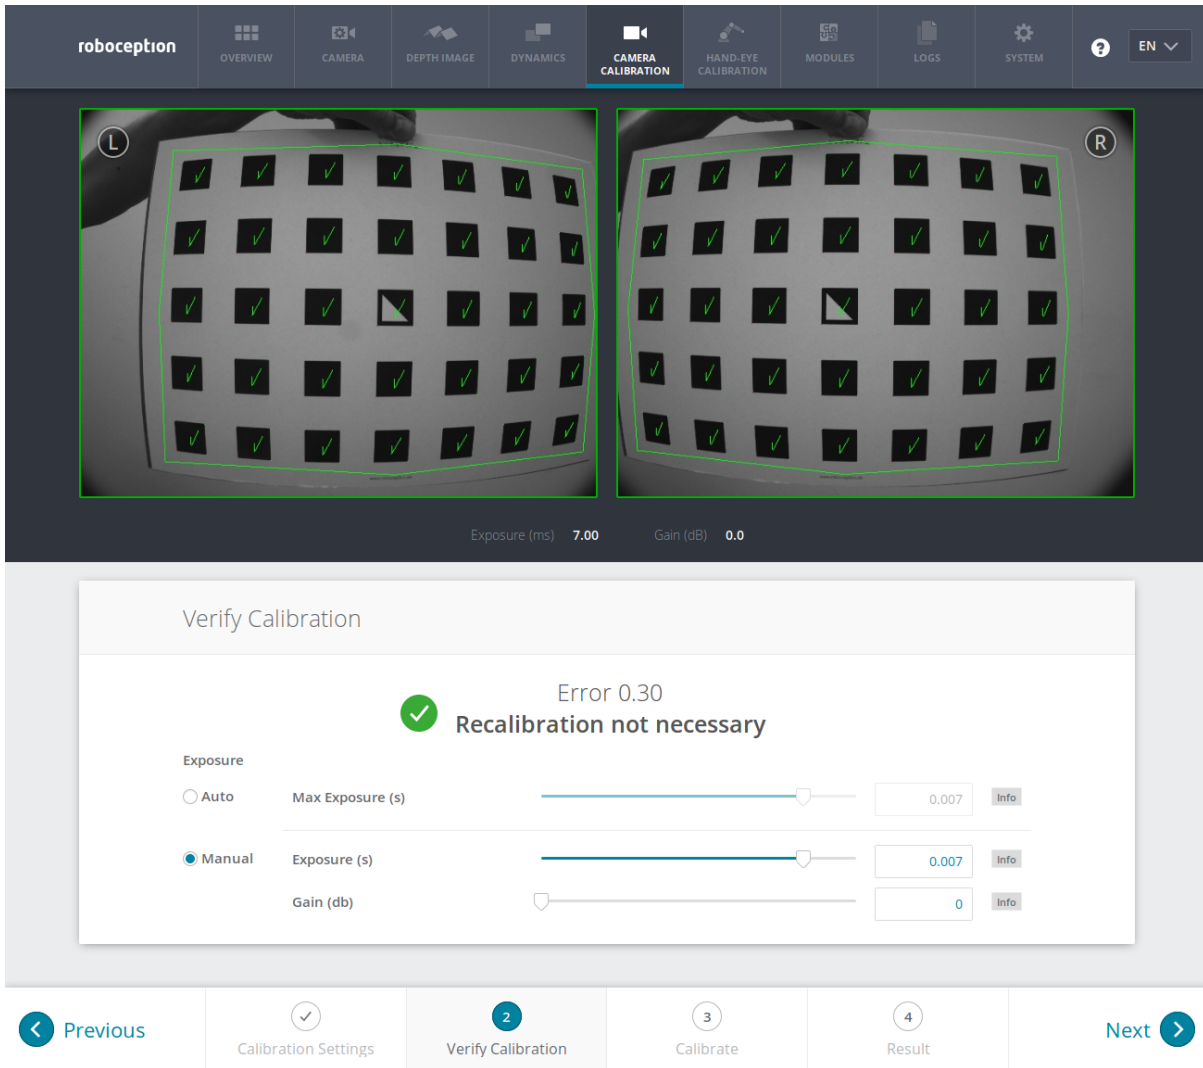 roboception
OVERVIEW
CAMERA
DEPTH IMAGE
DYNAMICS
CAMERA
CALIBRATION
HAND-EYE
CALIBRATION
MODULES
LOGS
SYSTEM
?
EN
L
R
Exposure (ms) 7.00 Gain (dB) 0.0
Verify Calibration
Error 0.30
Recalibration not necessary
Exposure
Auto Max Exposure (s) 0.007 Info
Manual Exposure (s) 0.007 Info
Gain (db) 0 Info
Previous
Calibration Settings
2
Verify Calibration
3
Calibrate
4
Result
Next